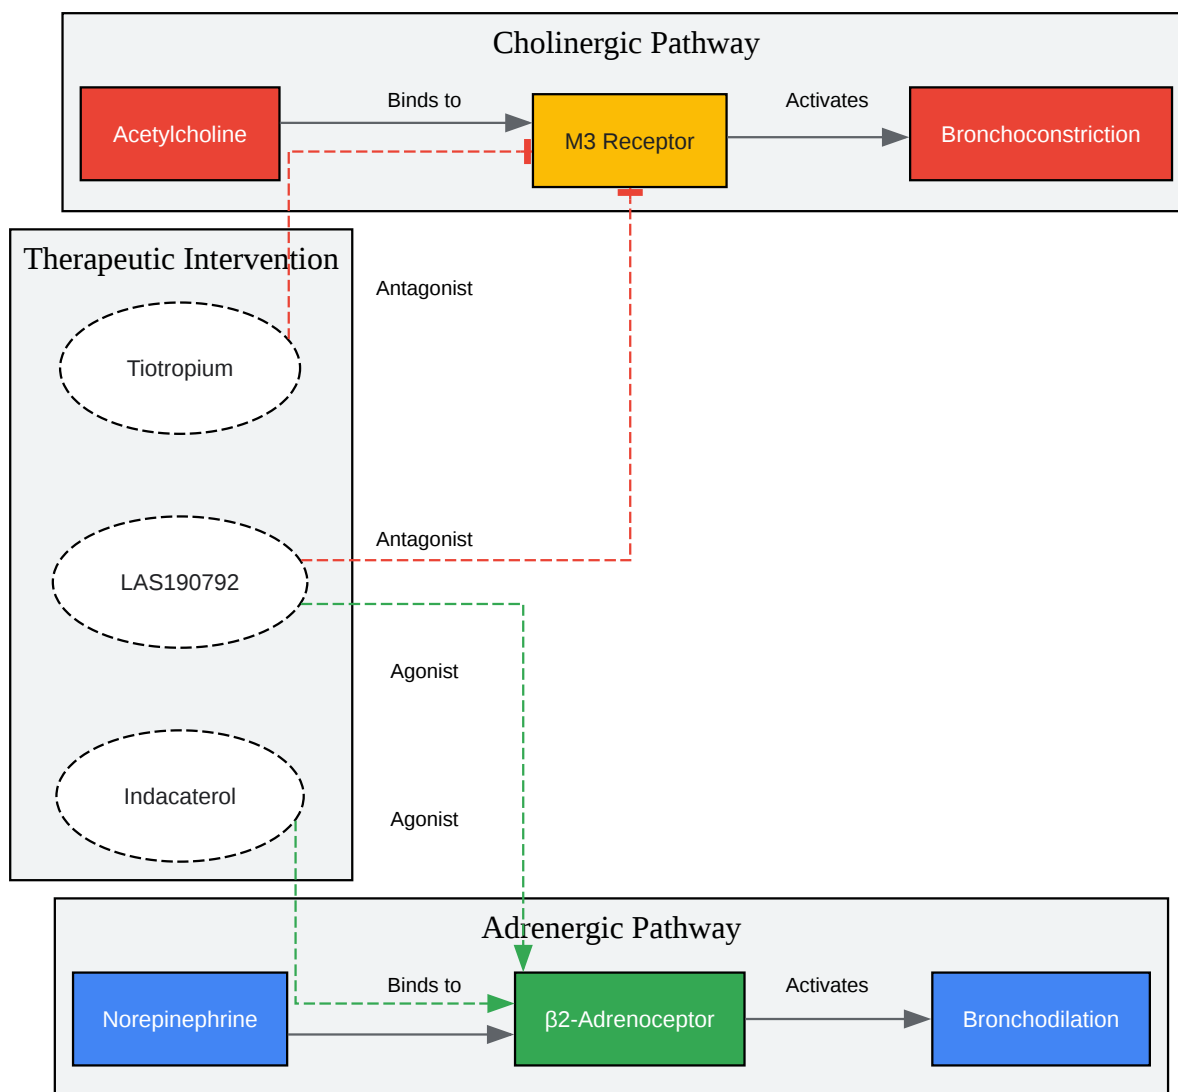 Cholinergic Pathway
Acetylcholine
Binds to
M3 Receptor
Activates
Bronchoconstriction
Therapeutic Intervention
Antagonist
Tiotropium
Antagonist
LAS190792
Agonist
Indacaterol
Agonist
Adrenergic Pathway
Norepinephrine
Binds to
β2-Adrenoceptor
Activates
Bronchodilation